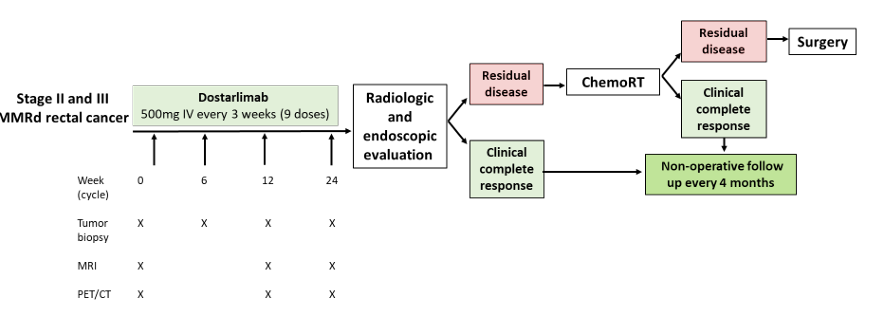 Stage II and III
MMRd rectal cancer
Dostarlimab
500mg IV every 3 weeks (9 doses)
Radiologic
and
endoscopic
evaluation
Residual
disease
Clinical
complete
response
ChemoRT
Residual
disease
Clinical
complete
response
Surgery
Non-operative follow
up every 4 months
Week 0 6 12 24
(cycle)
Tumor X X X X
biopsy
MRI X X X
PET/CT X X X